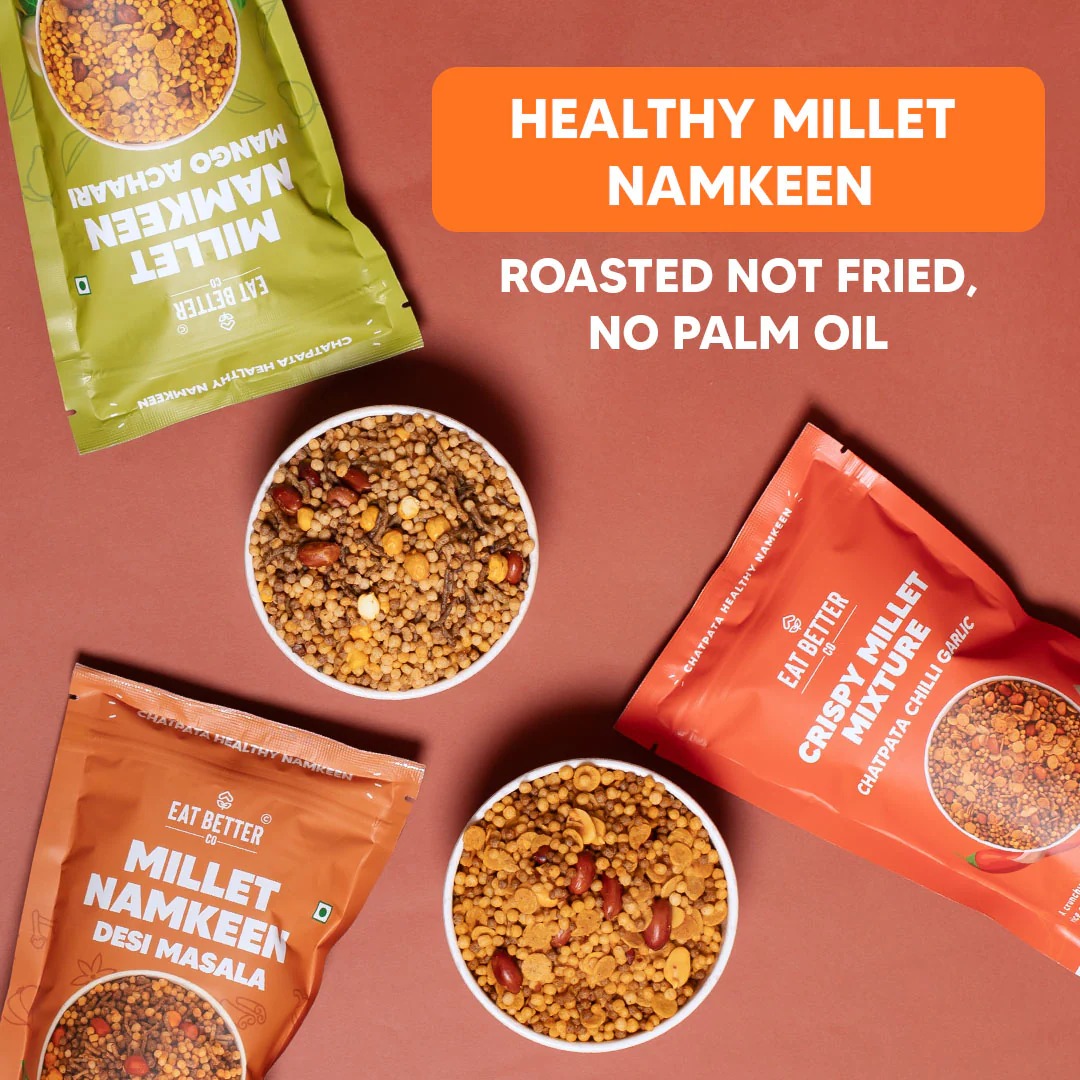 HEALTHY MILLET
NAMKEEN
ROASTED NOT FRIED,
NO PALM OIL
MANGO ACHAARI
NAMKEEN
MILLET
EAT BETTER
CO
©
CHATPATA HEALTHY NAMKEEN
CHATPATA HEALTHY NAMKEEN
EAT BETTER
CO
CRISPY MILLET
MIXTURE
CHATPATA CHILLI GARLIC
A crunchy
CHATPATA HEALTHY NAMKEEN
EAT BETTER
©
CO
MILLET
NAMKEEN
DESI MASALA